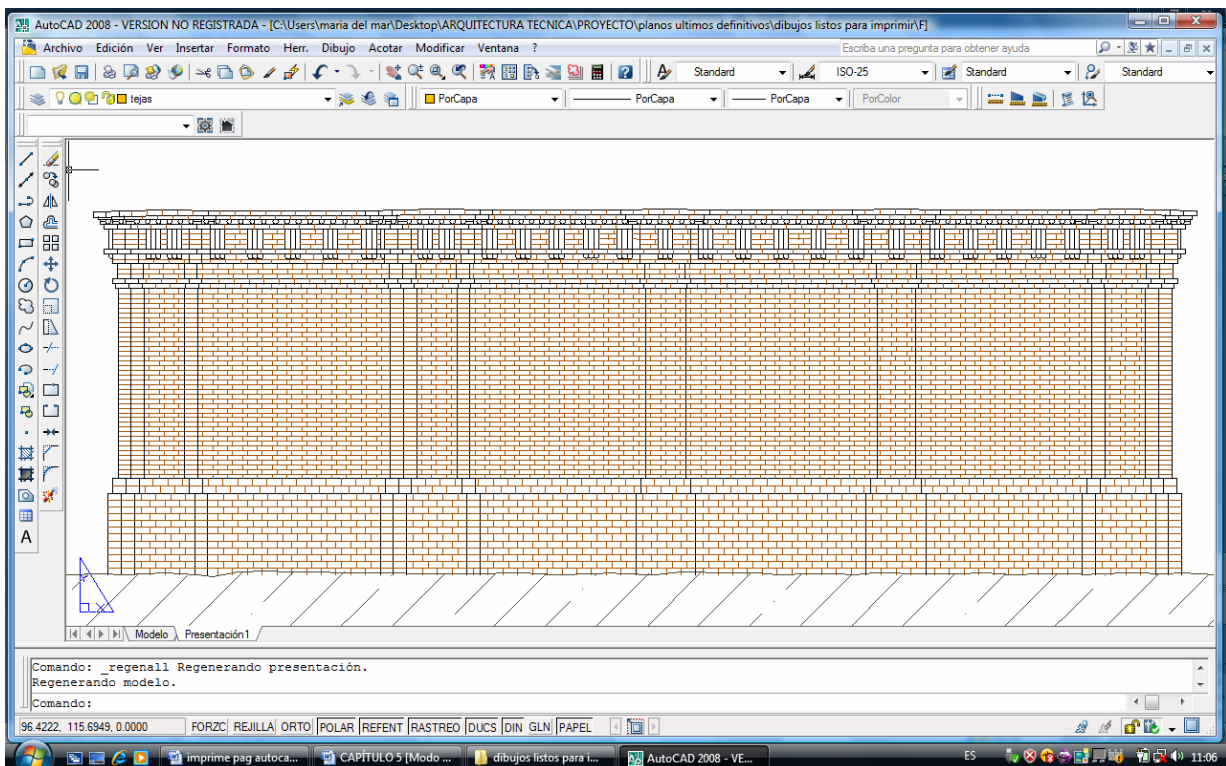 AutoCAD 2008 - VERSION NO REGISTRADA - [C:\Users\maria del mar\Desktop\ARQUITECTURA TECNICA\PROYECTO\planos ultimos definitivos\dibujos listos para imprimir\F]
Archivo Edición Ver Insertar Formato Herr. Dibujo Acotar Modificar Ventana ? Escriba una pregunta para obtener ayuda
Standard ISO-25 Standard Standard
tejas PorCapa PorCapa PorCapa PorColor
A
X
Modelo Presentación1
Comando: _regenall Regenerando presentación.
Regenerando modelo.
Comando:
96.4222, 115.6949, 0.0000 FORZC REJILLA ORTO POLAR REFENT RASTREO DUCS DIN GLN PAPEL
imprime pag autoca... CAPÍTULO 5 [Modo ... dibujos listos para i... AutoCAD 2008 - VE... ES 11:06